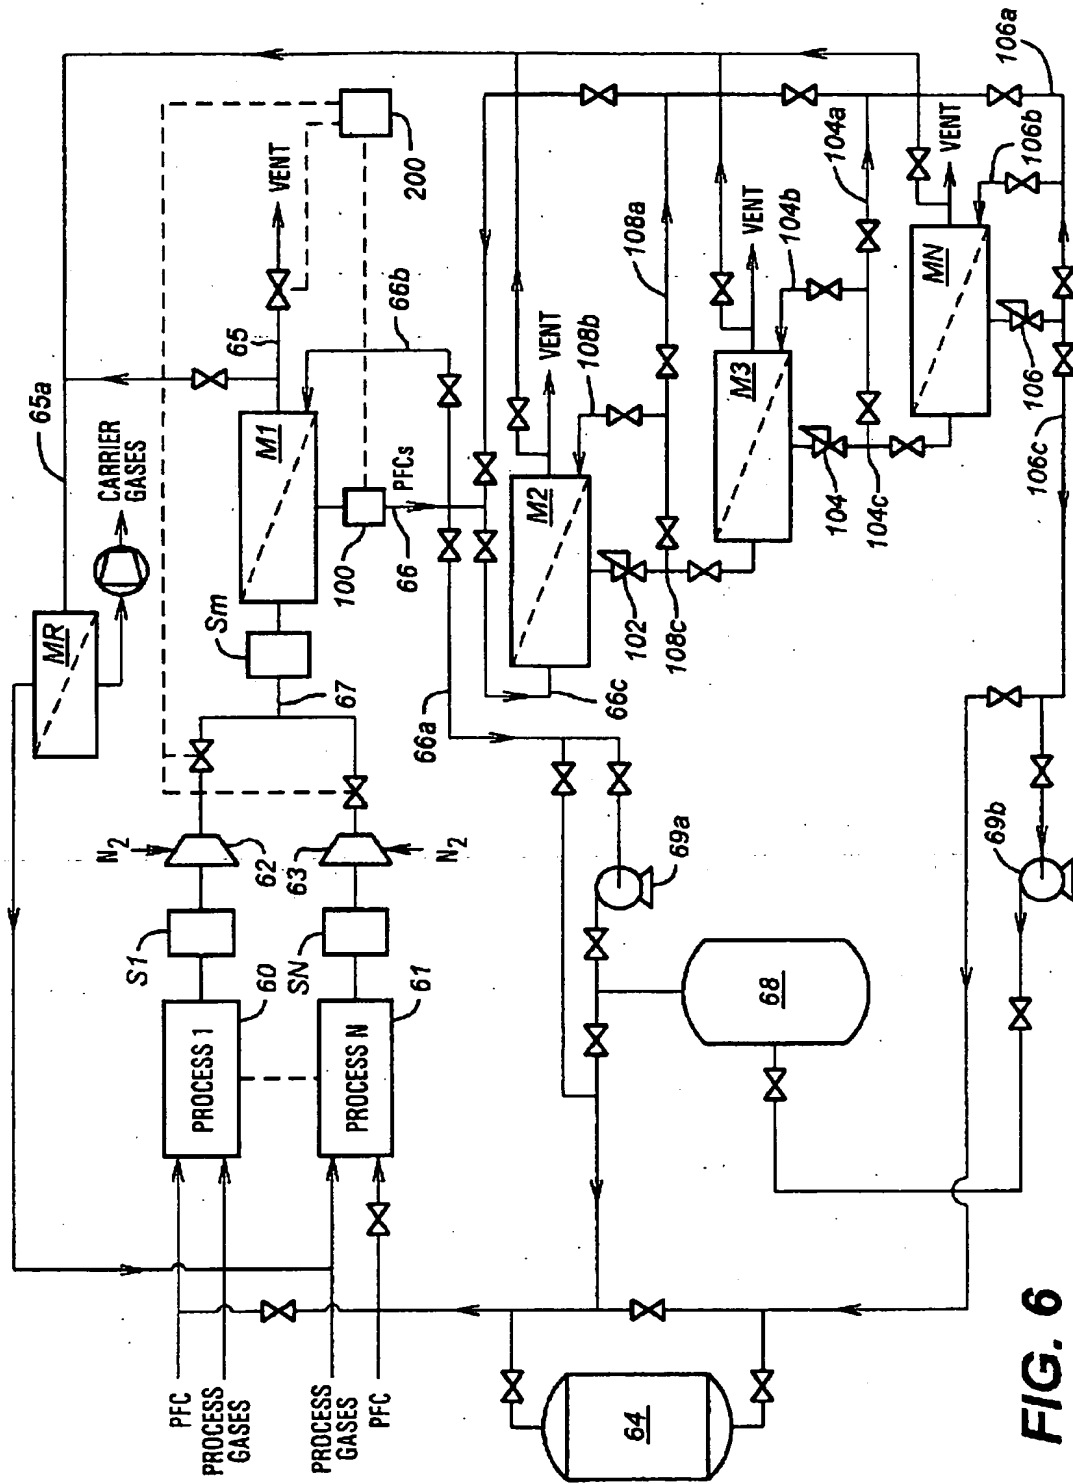 PFC
PROCESS
GASES
PROCESS
GASES
PFC
PROCESS 1
60
PROCESS N
61
S1
SN
N2
62
63
N2
67
Sm
MR
CARRIER
GASES
65a
M1
65
VENT
200
100
66
PFCs
66b
66a
66c
M2
VENT
102
108a
108b
108c
M3
VENT
104
104a
104b
104c
MN
VENT
106
106a
106b
106c
69a
69b
68
64
FIG. 6